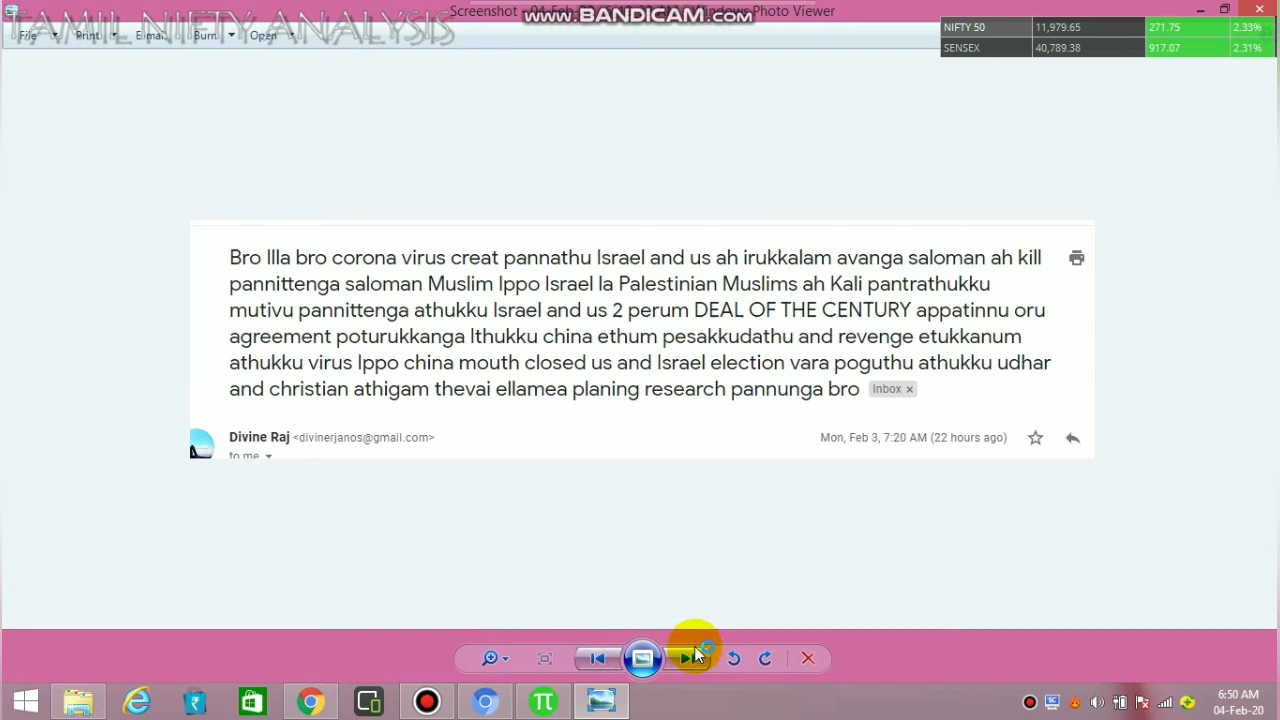 Screenshot - 04-Feb-
www.BANDICAM.com
Windows Photo Viewer
TAMIL NIFTY ANALYSIS
File Print E-mail Burn Open
NIFTY 50 11,979.65 271.75 2.33%
SENSEX 40,789.38 917.07 2.31%
Bro Illa bro corona virus creat pannathu Israel and us ah irukkalam avanga saloman ah kill
pannittenga saloman Muslim Ippo Israel la Palestinian Muslims ah Kali pantrathukku
mutivu pannittenga athukku Israel and us 2 perum DEAL OF THE CENTURY appatinnu oru
agreement poturukkanga Ithukku china ethum pesakkudathu and revenge etukkanum
athukku virus Ippo china mouth closed us and Israel election vara poguthu athukku udhar
and christian athigam thevai ellamea planing research pannunga bro Inbox ×
Divine Raj <divinerjanos@gmail.com> Mon, Feb 3, 7:20 AM (22 hours ago)
to me
6:50 AM
04-Feb-20